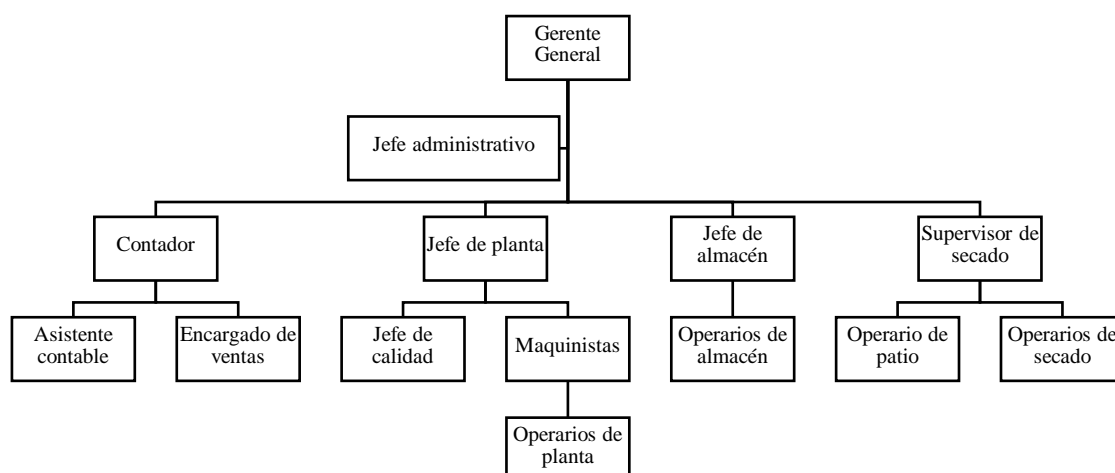 Gerente
General
Jefe administrativo
Contador
Jefe de planta
Jefe de
almacén
Supervisor de
secado
Asistente
contable
Encargado de
ventas
Jefe de
calidad
Maquinistas
Operarios de
almacén
Operario de
patio
Operarios de
secado
Operarios de
planta